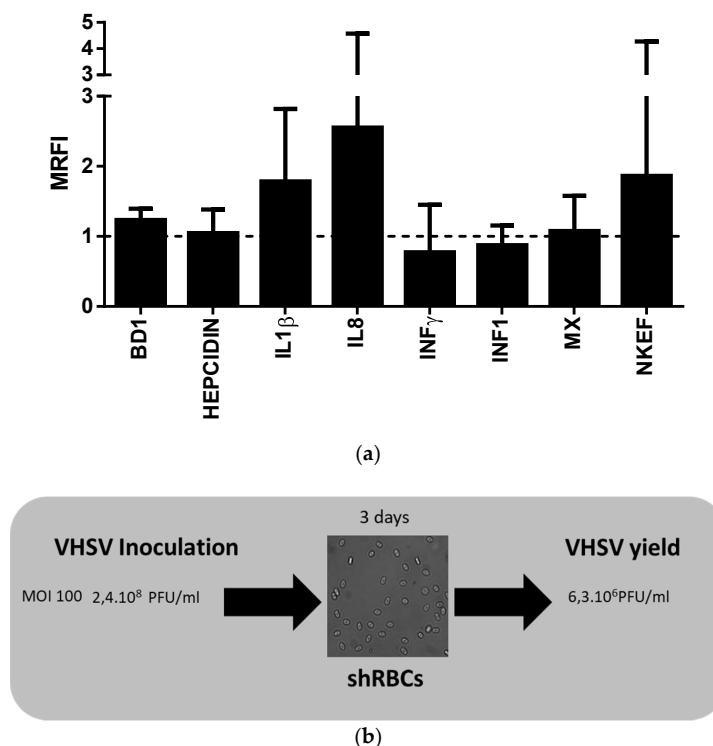 5
4
3
3
2
1
0
MRFI
BD1
HEPCIDIN
IL1β
IL8
INFγ
INF1
MX
NKEF
(a)
3 days
VHSV Inoculation
VHSV yield
MOI 100 2,4.10⁸ PFU/ml
6,3.10⁶PFU/ml
shRBCs
(b)